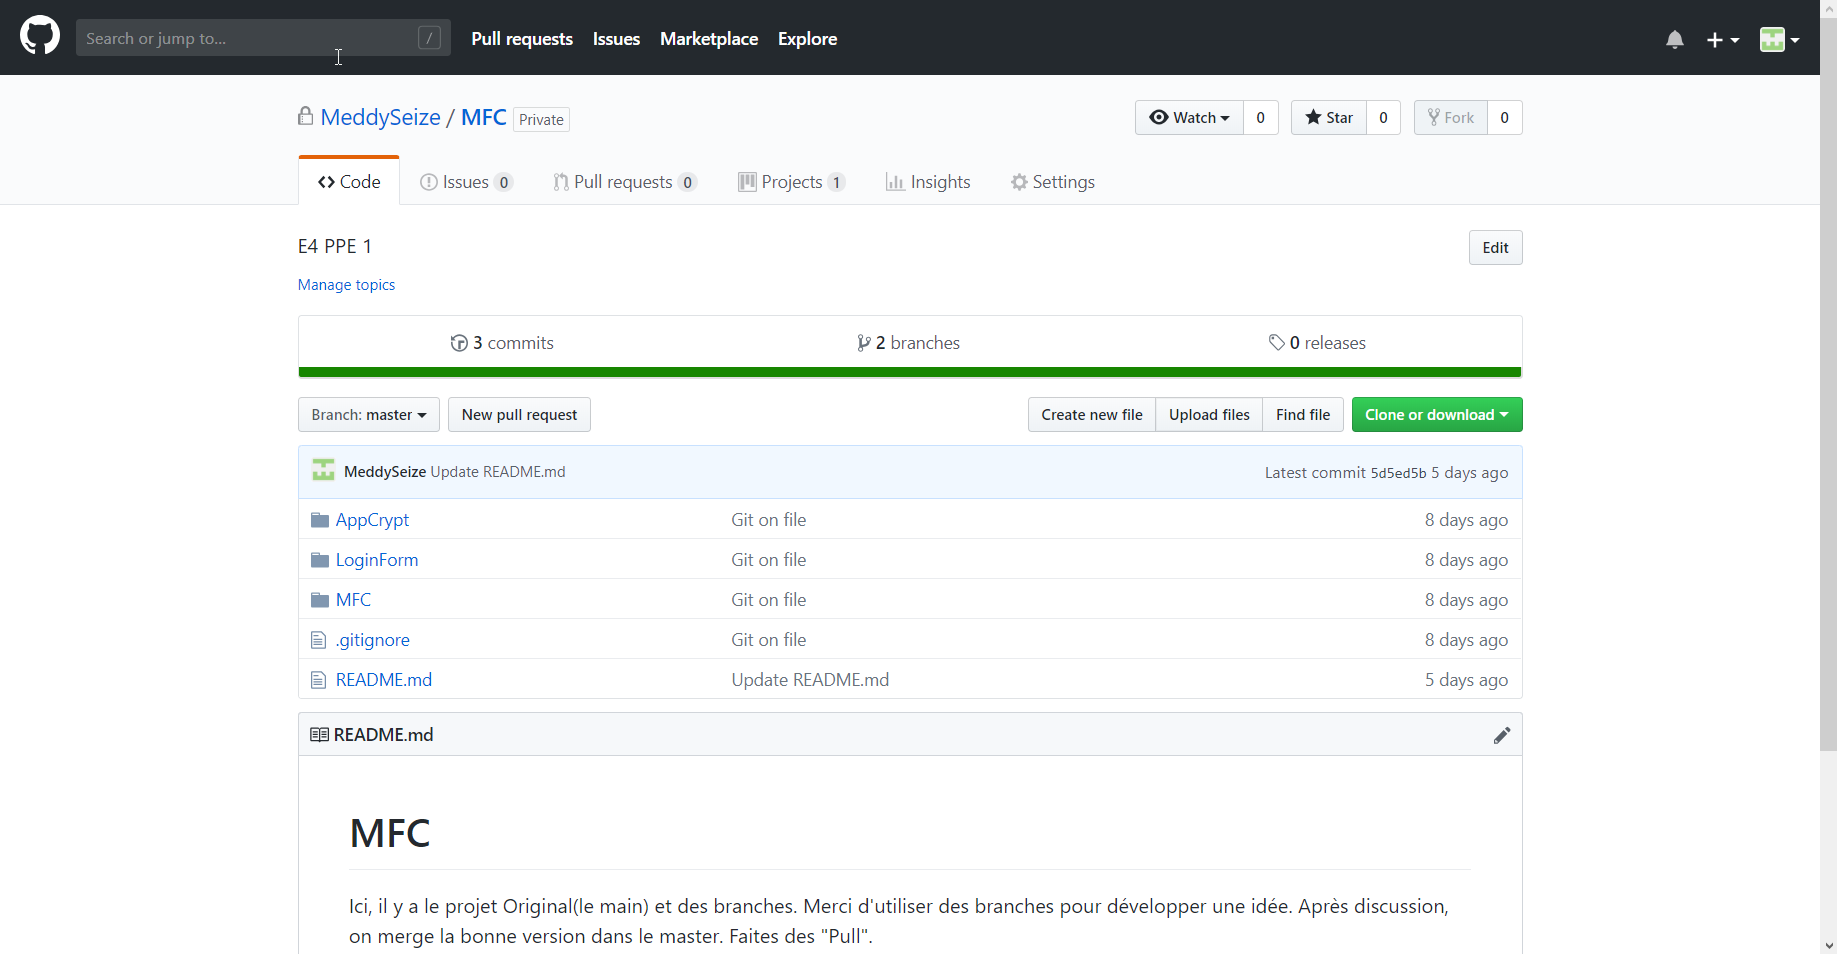 Search or jump to... / Pull requests Issues Marketplace Explore
MeddySeize / MFC Private Watch 0 Star 0 Fork 0
Code Issues 0 Pull requests 0 Projects 1 Insights Settings
E4 PPE 1 Edit
Manage topics
3 commits 2 branches 0 releases
Branch: master New pull request Create new file Upload files Find file Clone or download
MeddySeize Update README.md Latest commit 5d5ed5b 5 days ago
AppCrypt Git on file 8 days ago
LoginForm Git on file 8 days ago
MFC Git on file 8 days ago
.gitignore Git on file 8 days ago
README.md Update README.md 5 days ago
README.md
MFC
Ici, il y a le projet Original(le main) et des branches. Merci d'utiliser des branches pour développer une idée. Après discussion,
on merge la bonne version dans le master. Faites des "Pull".